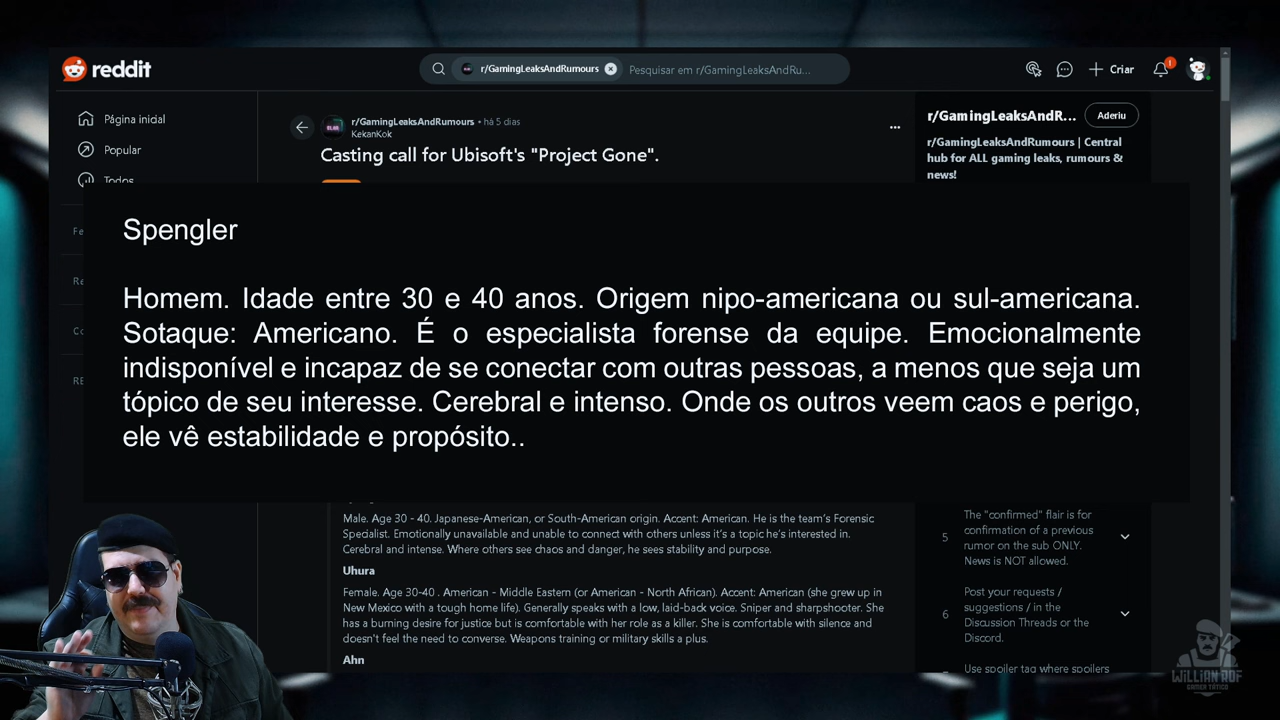 reddit
r/GamingLeaksAndRumours
Pesquisar em r/GamingLeaksAndRu...
Criar
Página inicial
Popular
Todos
r/GamingLeaksAndRumours • há 5 dias
KekanKok
Casting call for Ubisoft's "Project Gone".
r/GamingLeaksAndR...
Aderiu
r/GamingLeaksAndRumours | Central
hub for ALL gaming leaks, rumours &
news!
Spengler
Homem. Idade entre 30 e 40 anos. Origem nipo-americana ou sul-americana.
Sotaque: Americano. É o especialista forense da equipe. Emocionalmente
indisponível e incapaz de se conectar com outras pessoas, a menos que seja um
tópico de seu interesse. Cerebral e intenso. Onde os outros veem caos e perigo,
ele vê estabilidade e propósito..
Male. Age 30 - 40. Japanese-American, or South-American origin. Accent: American. He is the team's Forensic
Specialist. Emotionally unavailable and unable to connect with others unless it's a topic he's interested in.
Cerebral and intense. Where others see chaos and danger, he sees stability and purpose.
Uhura
Female. Age 30-40 . American - Middle Eastern (or American - North African). Accent: American (she grew up in
New Mexico with a tough home life). Generally speaks with a low, laid-back voice. Sniper and sharpshooter. She
has a burning desire for justice but is comfortable with her role as a killer. She is comfortable with silence and
doesn't feel the need to converse. Weapons training or military skills a plus.
Ahn
5
The "confirmed" flair is for
confirmation of a previous
rumor on the sub ONLY.
News is NOT allowed.
6
Post your requests /
suggestions / in the
Discussion Threads or the
Discord.
Use spoiler tag where spoilers
WILLIAN ROF
GAMER TÁTICO